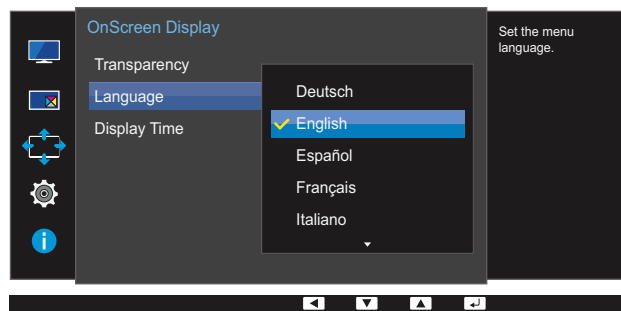 OnScreen Display
Transparency
Language
Display Time
Deutsch
English
Español
Français
Italiano
Set the menu
language.